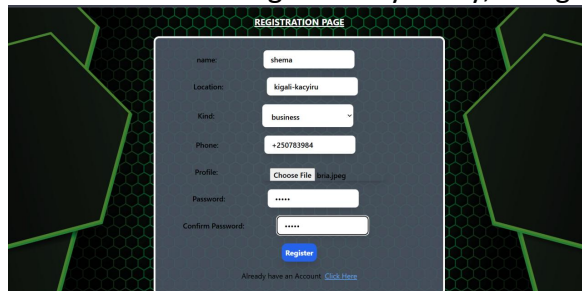 REGISTRATION PAGE
name: shema
Location: kigali-kacyiru
Kind: business
Phone: +250783984
Profile: Choose File bria.jpeg
Password: •••••
Confirm Password: •••••
Register
Already have an Account Click Here